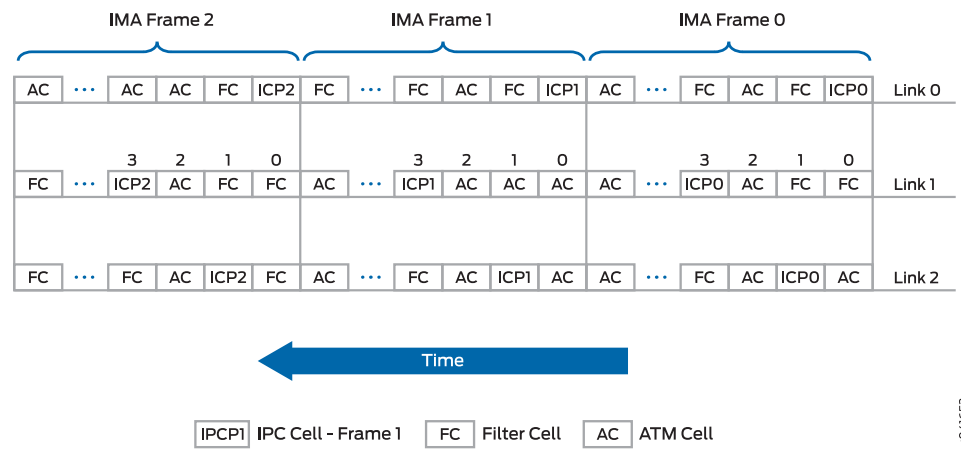 IMA Frame 2 IMA Frame 1 IMA Frame 0
AC ... AC AC FC ICP2 FC ... FC AC FC ICP1 AC ... FC AC FC ICP0 Link 0
3 2 1 0 3 2 1 0 3 2 1 0
FC ... ICP2 AC FC FC AC ... ICP1 AC AC AC AC ... ICP0 AC FC FC Link 1
FC ... FC AC ICP2 FC AC ... FC AC ICP1 AC AC ... FC AC ICP0 AC Link 2
Time
IPCP1 IPC Cell - Frame 1 FC Filter Cell AC ATM Cell